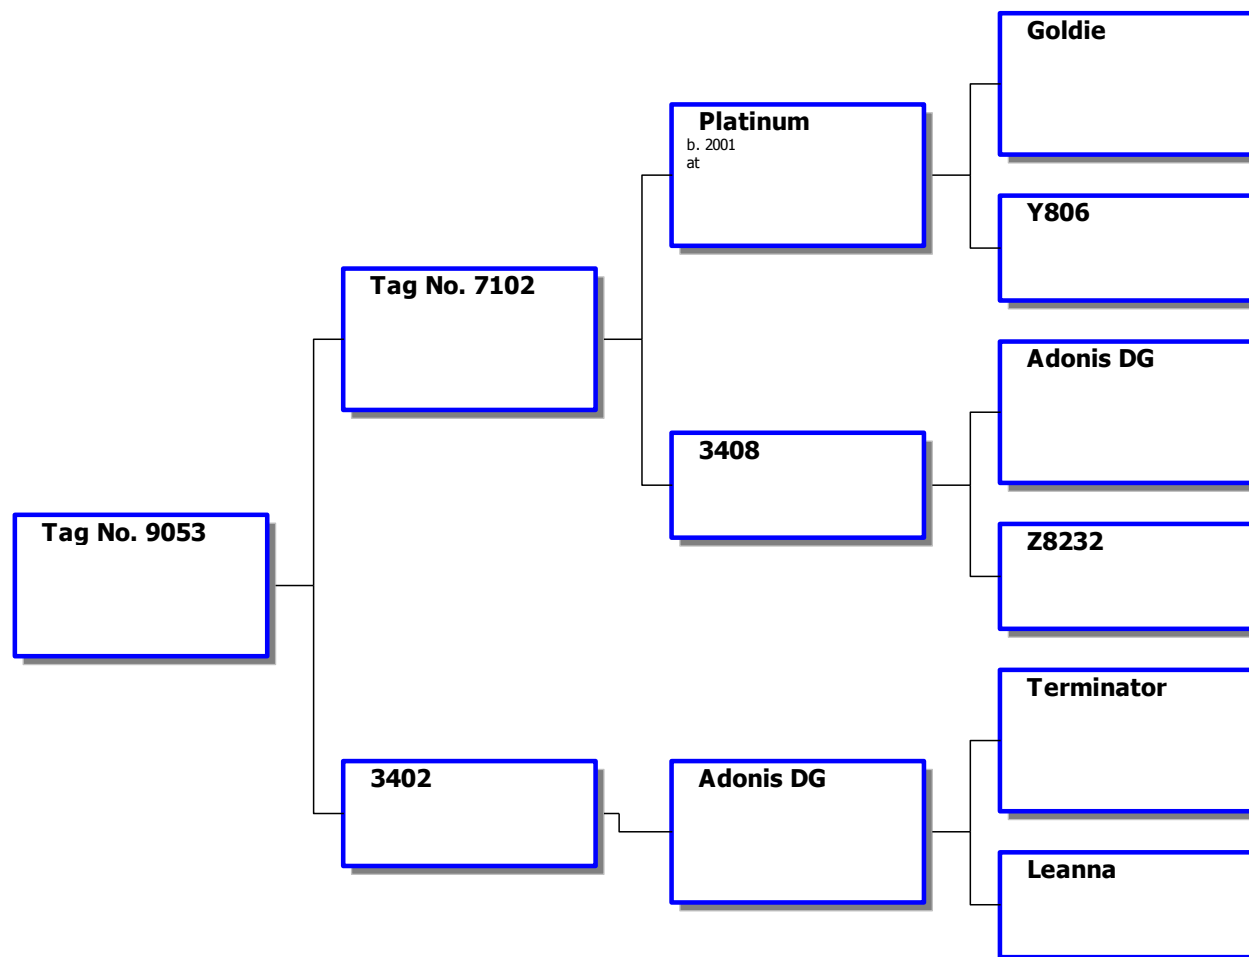 Goldie
Platinum
b. 2001
at
Y806
Tag No. 7102
Adonis DG
3408
Tag No. 9053
Z8232
Terminator
3402
Adonis DG
Leanna